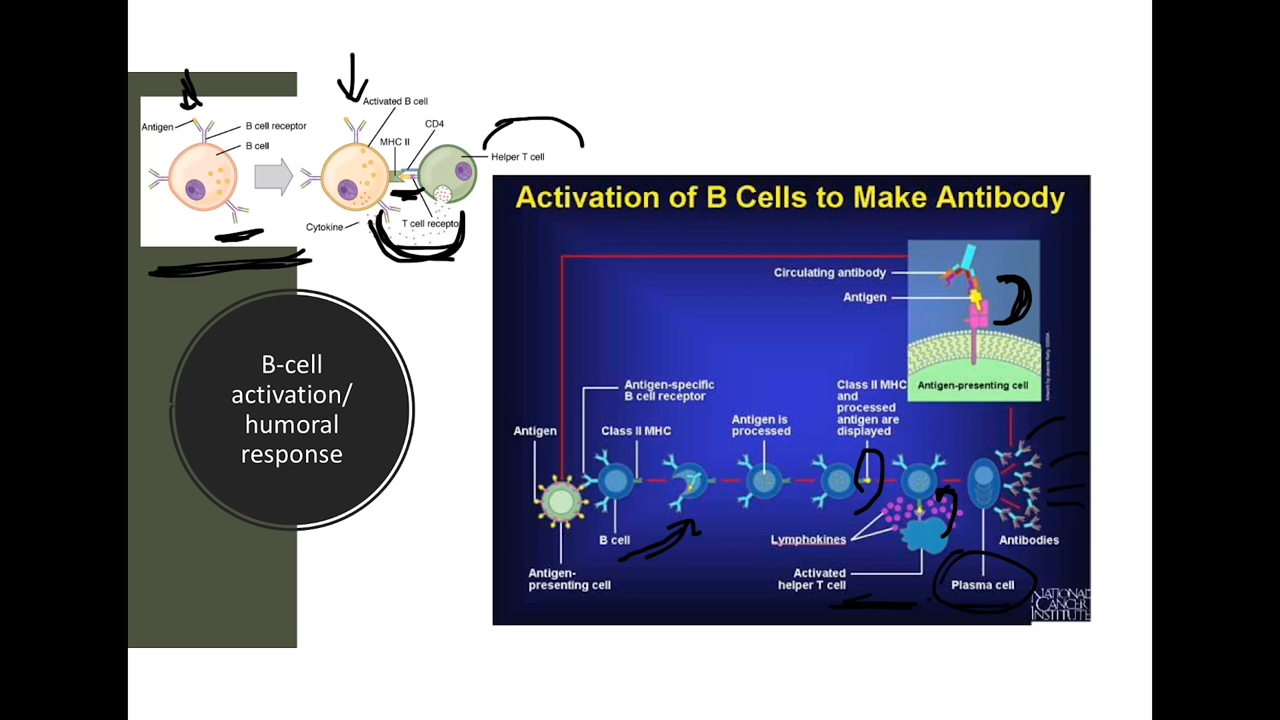 Activated B cell
Antigen
B cell receptor
B cell
MHC II
CD4
Helper T cell
Cytokine
T cell recepto
B-cell
activation/
humoral
response
Activation of B Cells to Make Antibody
Circulating antibody
Antigen
Antigen-presenting cell
Antigen-specific
B cell receptor
Class II MHC
and
processed
antigen are
displayed
Antigen is
processed
Antigen
Class II MHC
B cell
Lymphokines
Antibodies
Antigen-
presenting cell
Activated
helper T cell
Plasma cell
NATIONAL
CANCER
INSTITUTE